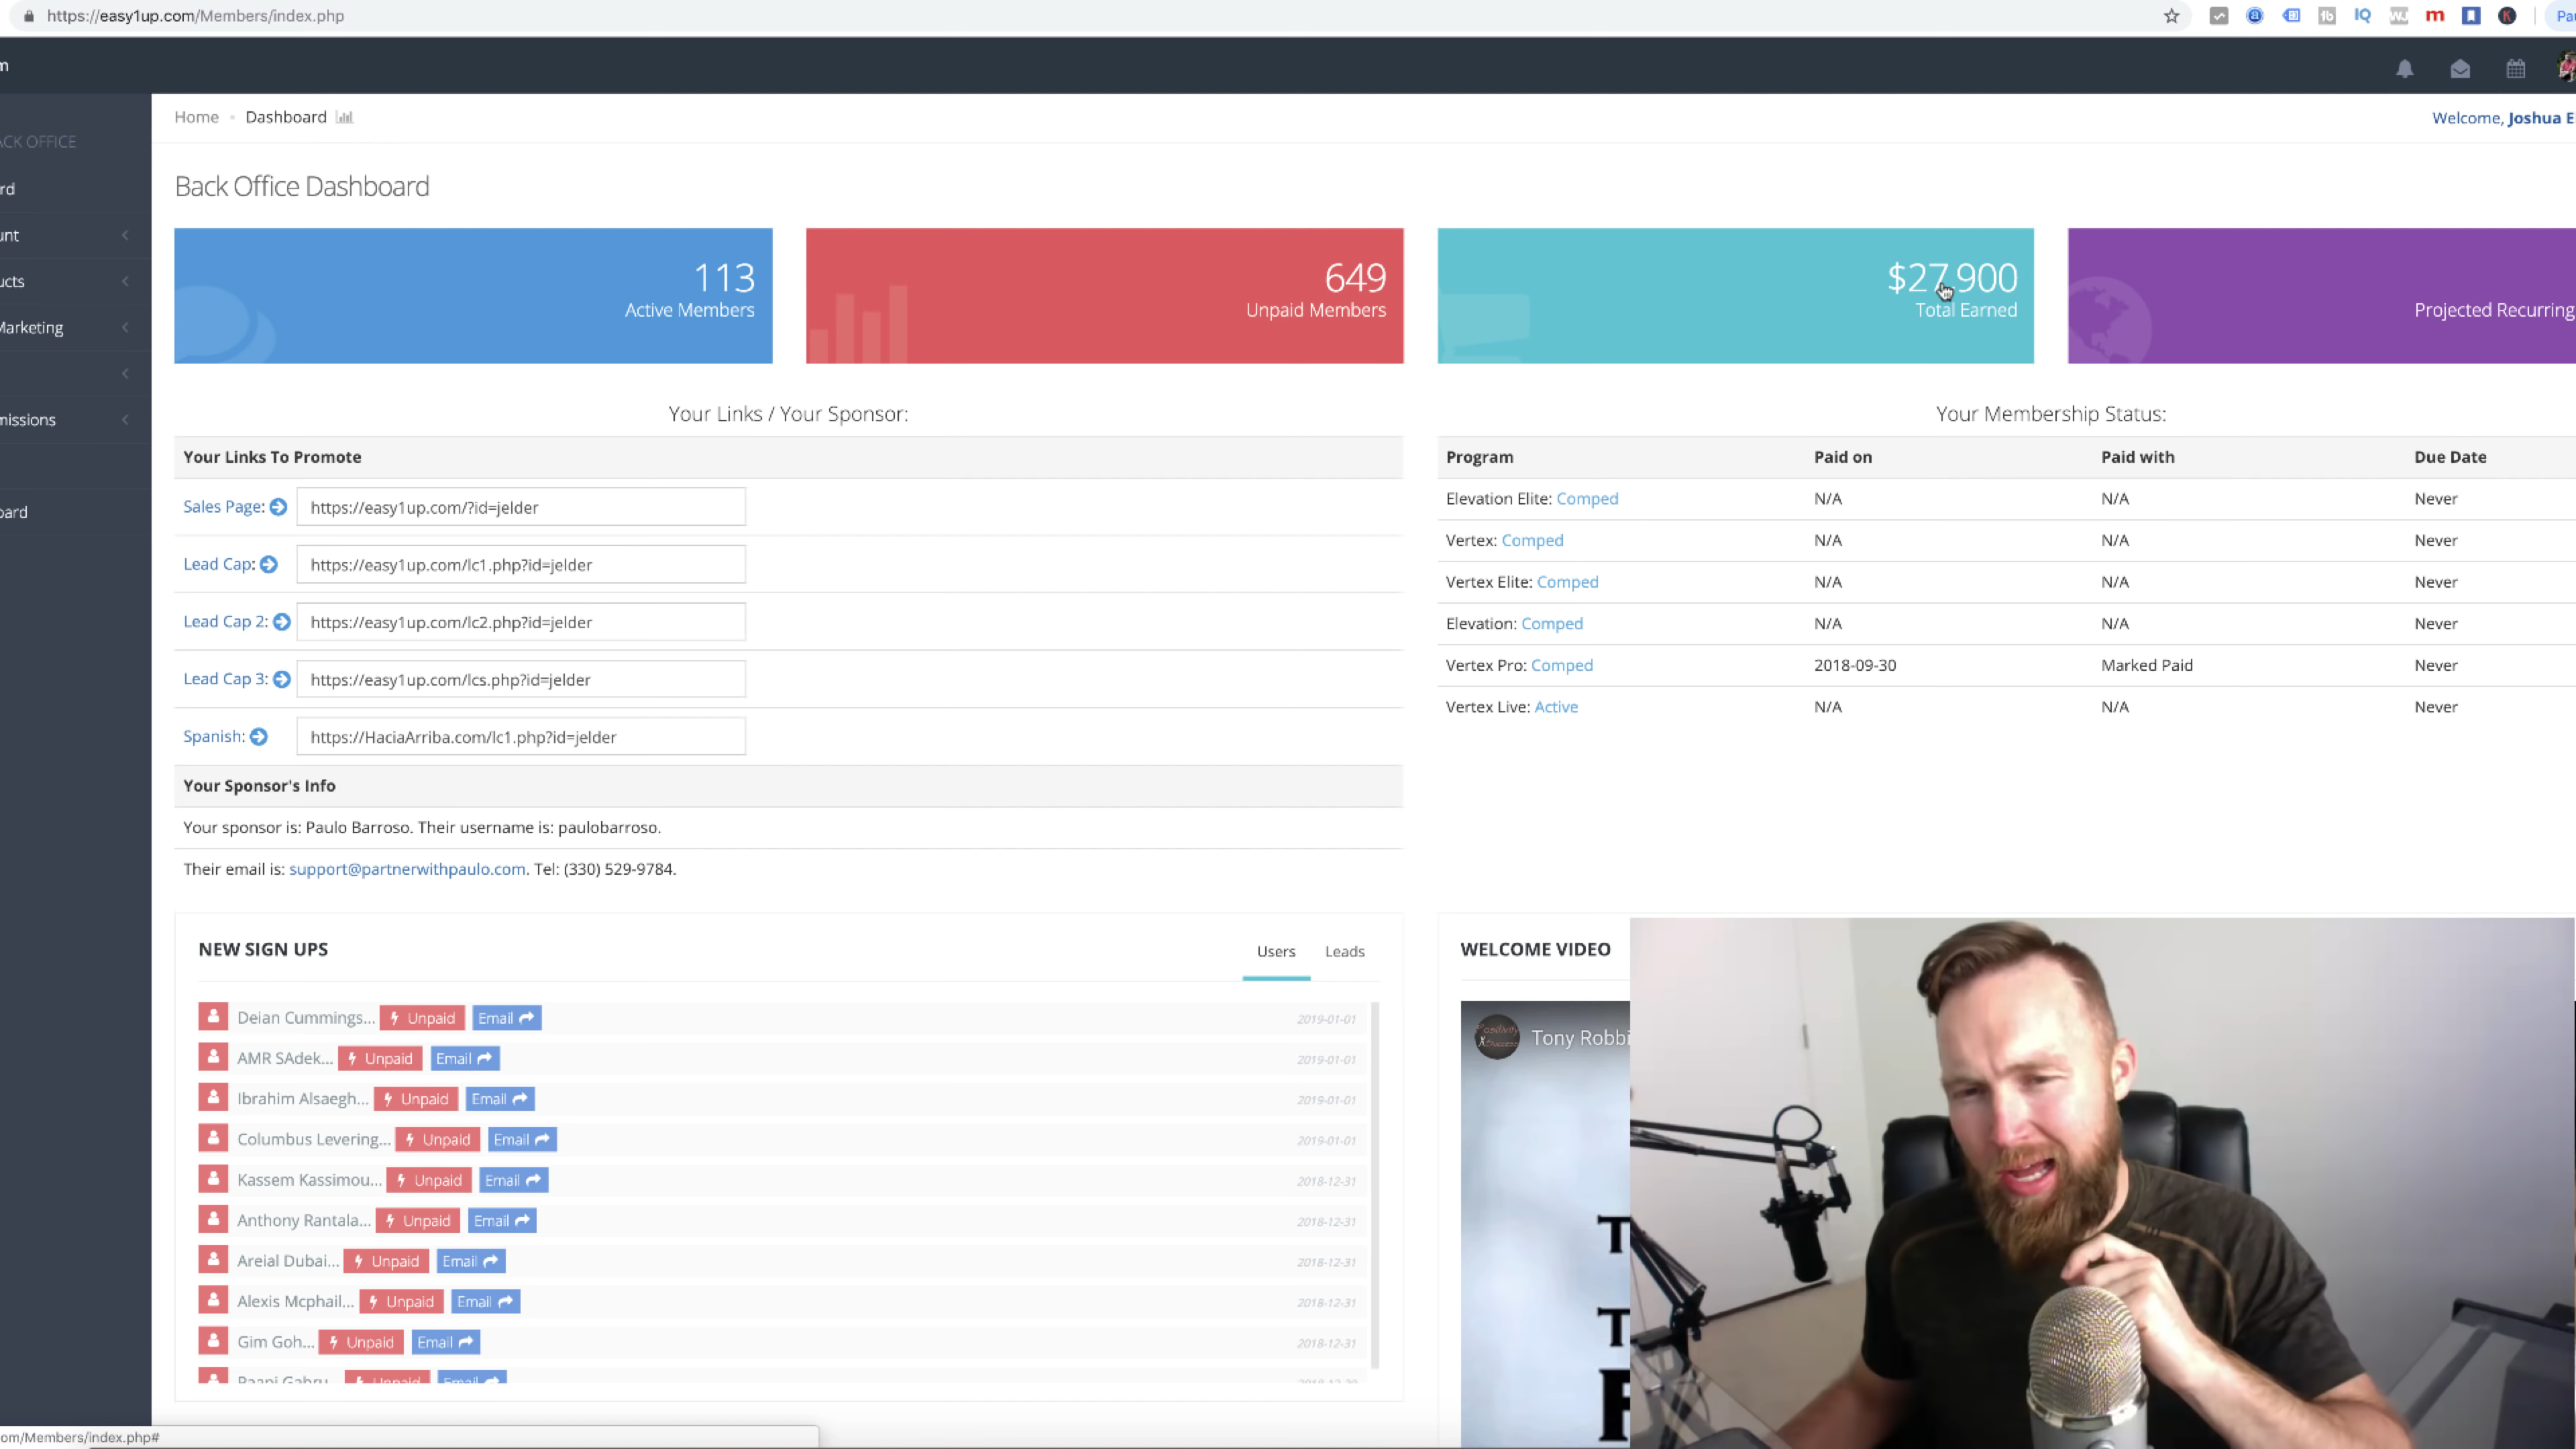 https://easy1up.com/Members/index.php
Home • Dashboard
Welcome, Joshua E
ACK OFFICE
Back Office Dashboard
113
Active Members
649
Unpaid Members
$27,900
Total Earned
Projected Recurring
Marketing
Your Links / Your Sponsor:
Your Links To Promote
Sales Page: https://easy1up.com/?id=jelder
Lead Cap: https://easy1up.com/lc1.php?id=jelder
Lead Cap 2: https://easy1up.com/lc2.php?id=jelder
Lead Cap 3: https://easy1up.com/lcs.php?id=jelder
Spanish: https://HaciaArriba.com/lc1.php?id=jelder
Your Sponsor's Info
Your sponsor is: Paulo Barroso. Their username is: paulobarroso.
Their email is: support@partnerwithpaulo.com. Tel: (330) 529-9784.
Your Membership Status:
Program Paid on Paid with Due Date
Elevation Elite: Comped N/A N/A Never
Vertex: Comped N/A N/A Never
Vertex Elite: Comped N/A N/A Never
Elevation: Comped N/A N/A Never
Vertex Pro: Comped 2018-09-30 Marked Paid Never
Vertex Live: Active N/A N/A Never
NEW SIGN UPS Users Leads
Deian Cummings... Unpaid Email 2019-01-01
AMR SAdek... Unpaid Email 2019-01-01
Ibrahim Alsaegh... Unpaid Email 2019-01-01
Columbus Levering... Unpaid Email 2019-01-01
Kassem Kassimou... Unpaid Email 2018-12-31
Anthony Rantala... Unpaid Email 2018-12-31
Areial Dubai... Unpaid Email 2018-12-31
Alexis Mcphail... Unpaid Email 2018-12-31
Gim Goh... Unpaid Email 2018-12-31
WELCOME VIDEO
Tony Robbi
om/Members/index.php#